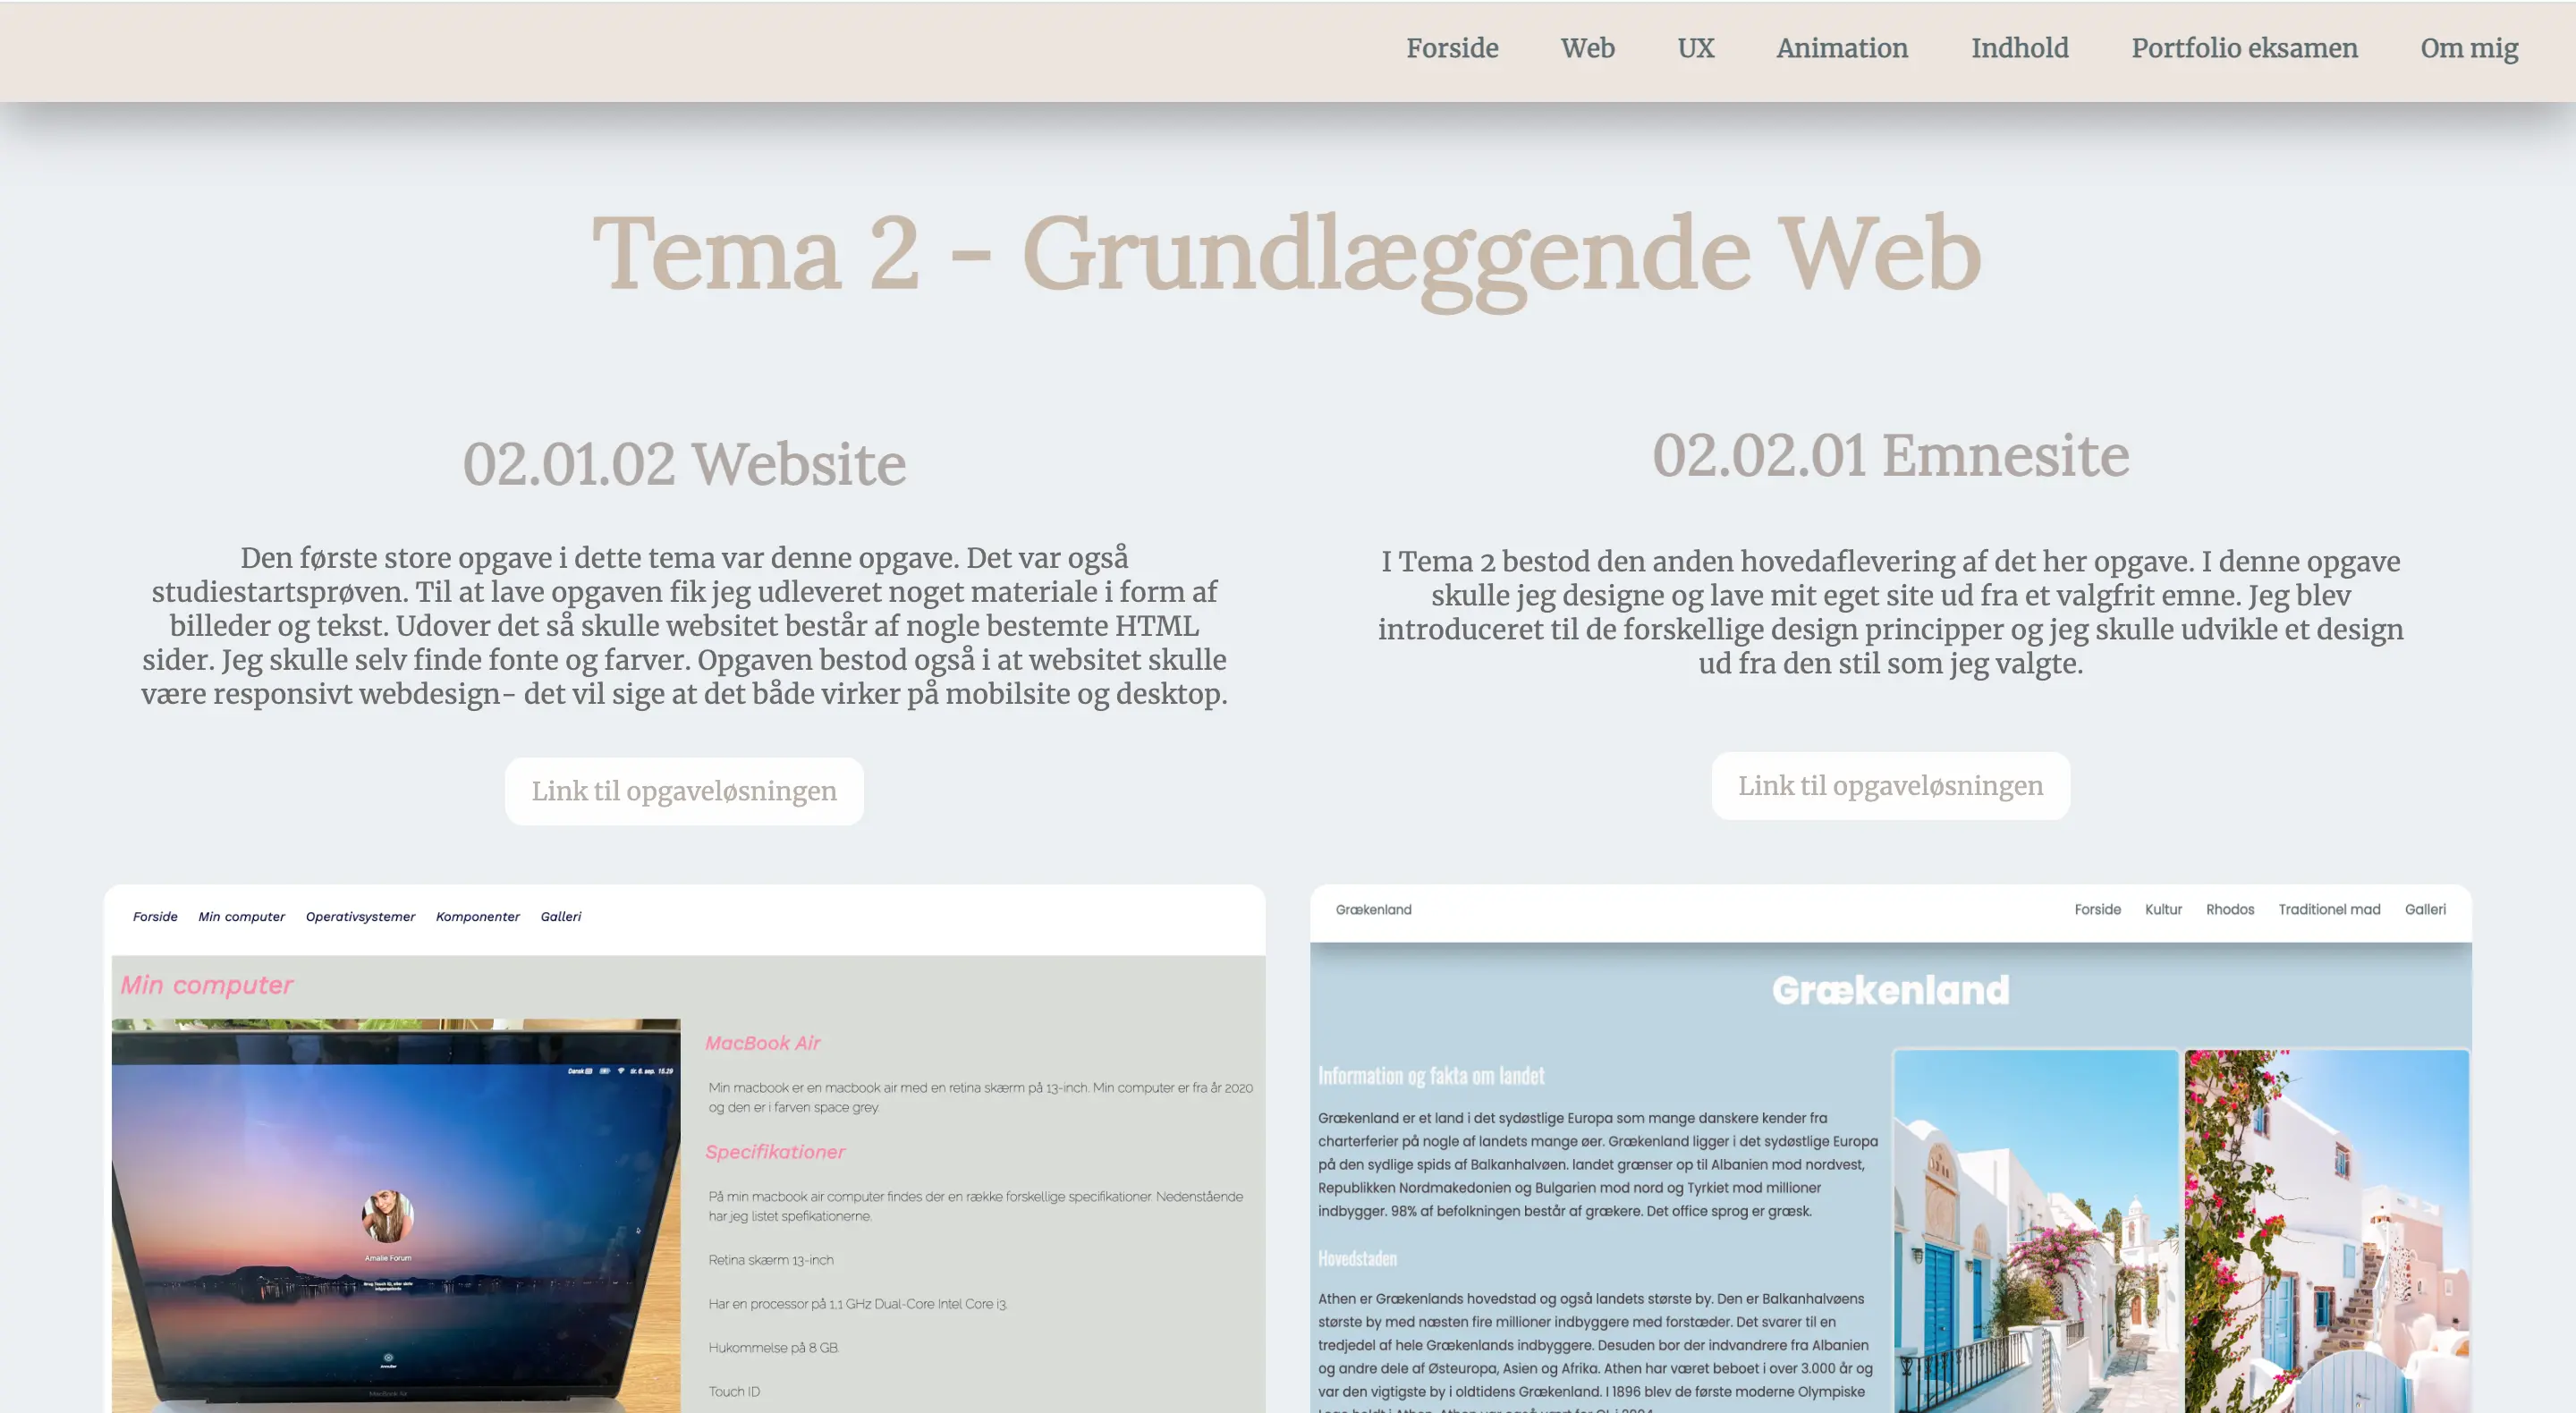 Forside Web UX Animation Indhold Portfolio eksamen Om mig
Tema 2 - Grundlæggende Web
02.01.02 Website
Den første store opgave i dette tema var denne opgave. Det var også
studiestartsprøven. Til at lave opgaven fik jeg udleveret noget materiale i form af
billeder og tekst. Udover det så skulle websitet består af nogle bestemte HTML
sider. Jeg skulle selv finde fonte og farver. Opgaven bestod også i at websitet skulle
være responsivt webdesign- det vil sige at det både virker på mobilsite og desktop.
Link til opgaveløsningen
Forside Min computer Operativsystemer Komponenter Galleri
Min computer
Dansk tir. 6. sep. 15.29
Amalie Forum
MacBook Air
MacBook Air
Min macbook er en macbook air med en retina skærm på 13-inch. Min computer er fra år 2020
og den er i farven space grey.
Specifikationer
På min macbook air computer findes der en række forskellige specifikationer. Nedenstående
har jeg listet spefikationerne.
Retina skærm 13-inch
Har en processor på 1,1 GHz Dual-Core Intel Core i3.
Hukommelse på 8 GB.
Touch ID
02.02.01 Emnesite
I Tema 2 bestod den anden hovedaflevering af det her opgave. I denne opgave
skulle jeg designe og lave mit eget site ud fra et valgfrit emne. Jeg blev
introduceret til de forskellige design principper og jeg skulle udvikle et design
ud fra den stil som jeg valgte.
Link til opgaveløsningen
Grækenland Forside Kultur Rhodos Traditionel mad Galleri
Grækenland
Information og fakta om landet
Grækenland er et land i det sydøstlige Europa som mange danskere kender fra
charterferier på nogle af landets mange øer. Grækenland ligger i det sydøstlige Europa
på den sydlige spids af Balkanhalvøen. landet grænser op til Albanien mod nordvest,
Republikken Nordmakedonien og Bulgarien mod nord og Tyrkiet mod millioner
indbygger. 98% af befolkningen består af grækere. Det office sprog er græsk.
Hovedstaden
Athen er Grækenlands hovedstad og også landets største by. Den er Balkanhalvøens
største by med næsten fire millioner indbyggere med forstæder. Det svarer til en
tredjedel af hele Grækenlands indbyggere. Desuden bor der indvandrere fra Albanien
og andre dele af Østeuropa, Asien og Afrika. Athen har været beboet i over 3.000 år og
var den vigtigste by i oldtidens Grækenland. I 1896 blev de første moderne Olympiske